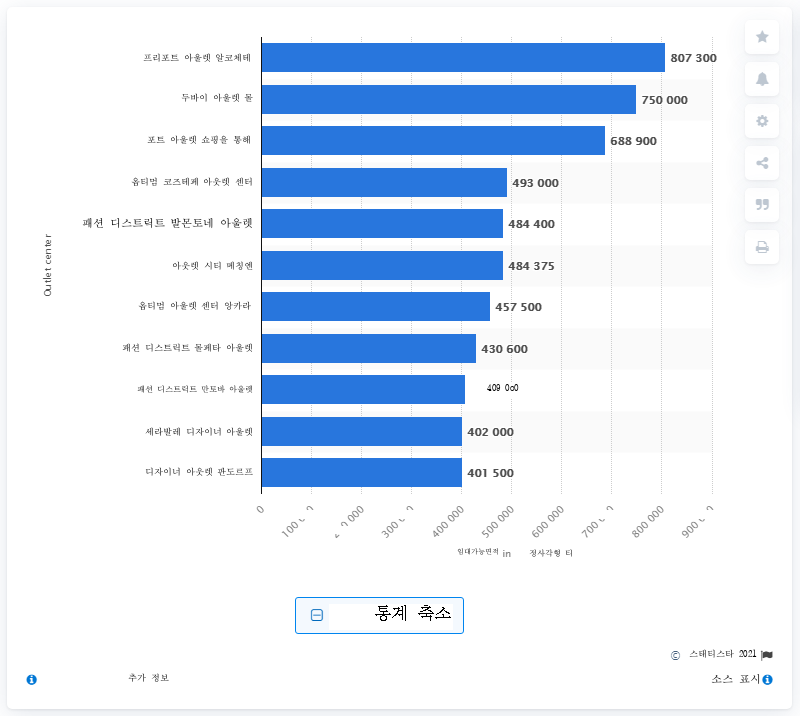 프리포트 아울렛 알코체테
807 300
두바이 아울렛 몰
750 000
포트 아울렛 쇼핑을 통해
688 900
옵티멈 코즈테페 아웃렛 센터
493 000
패션 디스트릭트 발몬토네 아울렛
484 400
아웃렛 시티 메칭엔
484 375
옵티멈 아울렛 센터 앙카라
457 500
패션 디스트릭트 몰페타 아울렛
430 600
패션 디스트릭트 만토바 아울렛
409 000
세라발레 디자이너 아울렛
402 000
디자이너 아웃렛 판도르프
401 500
Outlet center
0 100 000 300 000 400 000 500 000 600 000 700 000 800 000 900 000
임대가능면적 in 정사각형 티
통계 축소
© 스태티스타 2021
추가 정보
소스 표시